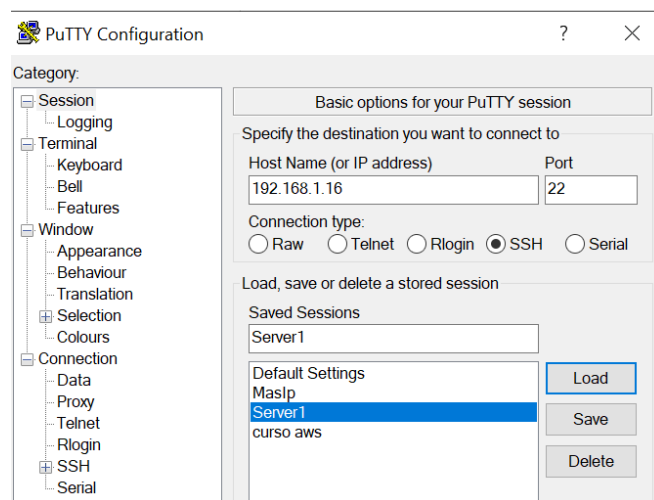 PuTTY Configuration
?
Category:
Session
Logging
Terminal
Keyboard
Bell
Features
Window
Appearance
Behaviour
Translation
Selection
Colours
Connection
Data
Proxy
Telnet
Rlogin
SSH
Serial
Basic options for your PuTTY session
Specify the destination you want to connect to
Host Name (or IP address) Port
192.168.1.16 22
Connection type:
Raw Telnet Rlogin SSH Serial
Load, save or delete a stored session
Saved Sessions
Server1
Default Settings
MasIp
Server1
curso aws
Load
Save
Delete